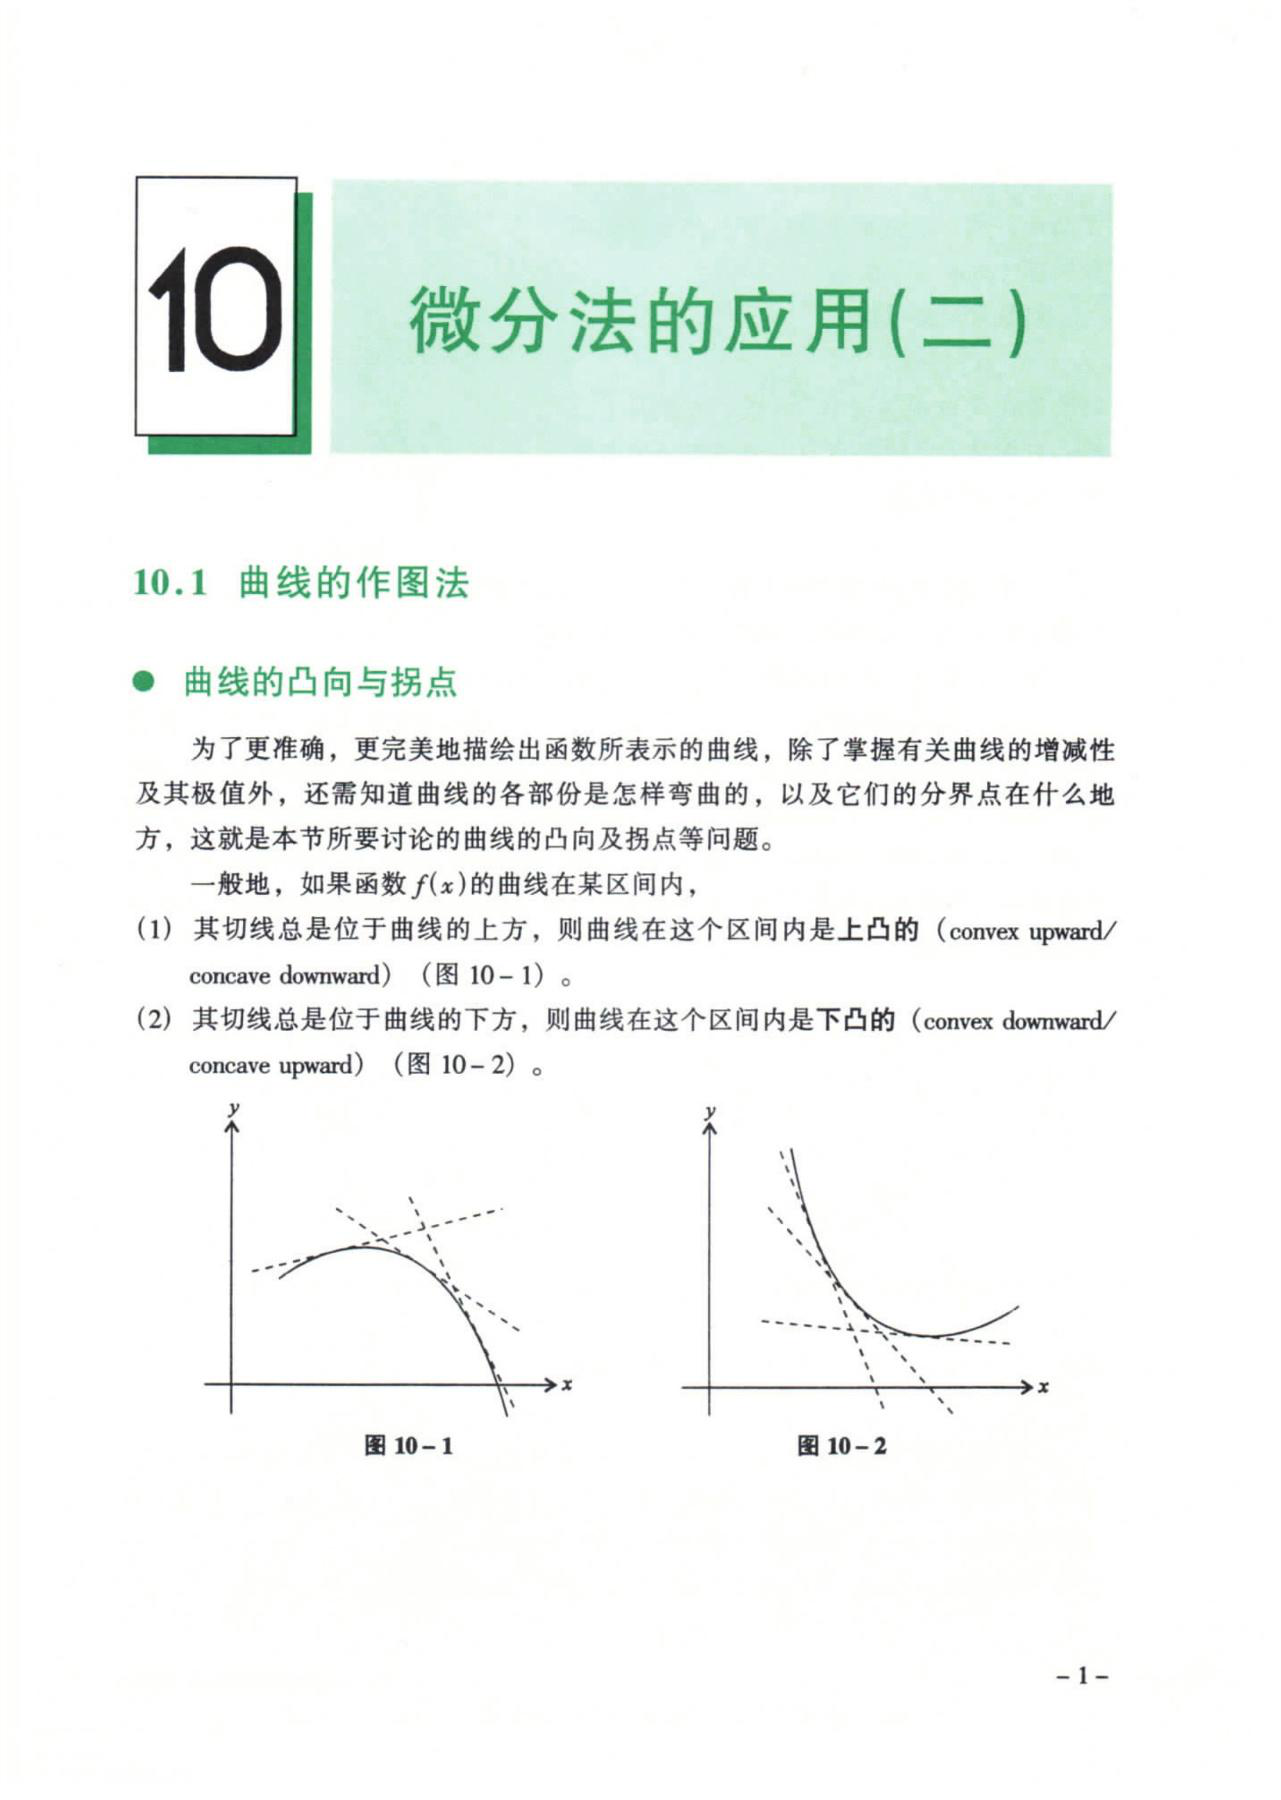 10
微分法的应用(二)
10.1 曲线的作图法
● 曲线的凸向与拐点
为了更准确，更完美地描绘出函数所表示的曲线，除了掌握有关曲线的增减性
及其极值外，还需知道曲线的各部份是怎样弯曲的，以及它们的分界点在什么地
方，这就是本节所要讨论的曲线的凸向及拐点等问题。
一般地，如果函数 f(x)的曲线在某区间内，
(1) 其切线总是位于曲线的上方，则曲线在这个区间内是上凸的（convex upward/
concave downward）（图 10－1）。
(2) 其切线总是位于曲线的下方，则曲线在这个区间内是下凸的（convex downward/
concave upward）（图 10－2）。
y
x
图 10－1
y
x
图 10－2
－1－